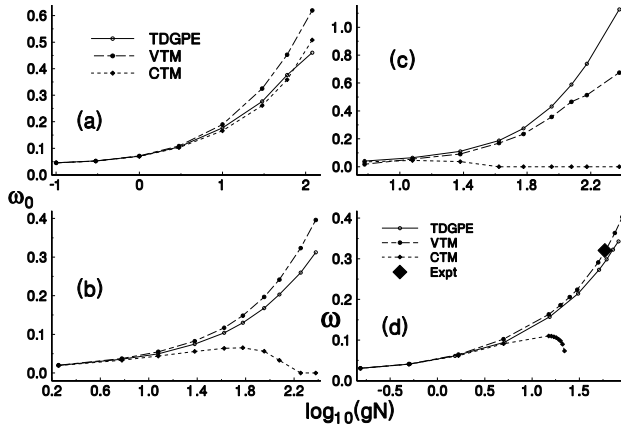 0.6
0.5
0.4
0.3
0.2
0.1
0.0
TDGPE
VTM
CTM
(a)
-1 0 1 2
1.0
0.8
0.6
0.4
0.2
0.0
(c)
1.0 1.4 1.8 2.2
ω0
0.4
0.3
0.2
0.1
0.0
(b)
0.2 0.6 1.0 1.4 1.8 2.2
ω
0.4
0.3
0.2
0.1
0.0
TDGPE
VTM
CTM
Expt
(d)
-0.5 0.0 0.5 1.0 1.5
log10(gN)